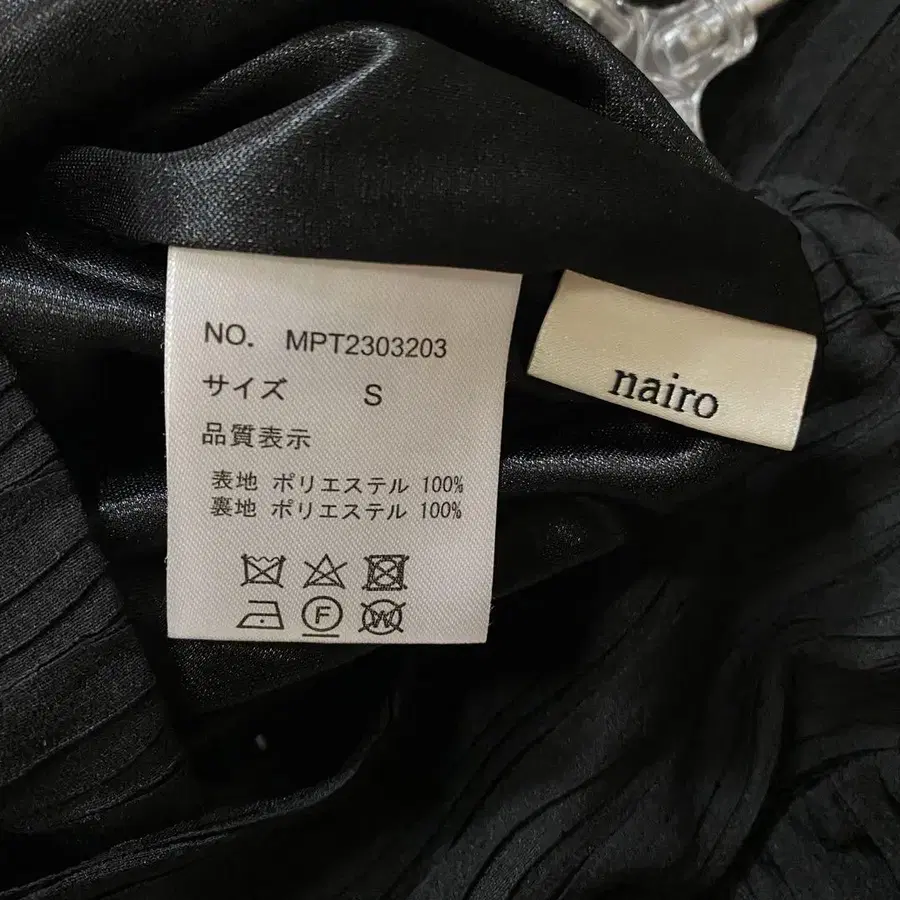 NO. MPT2303203
サイズ S
品質表示
表地 ポリエステル 100%
裏地 ポリエステル 100%
F
W
nairo